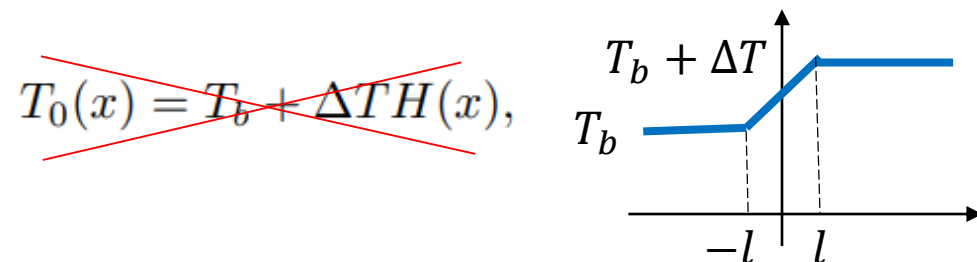 T_0(x) = T_b + ΔTH(x),
T_b + ΔT
T_b
−l
l